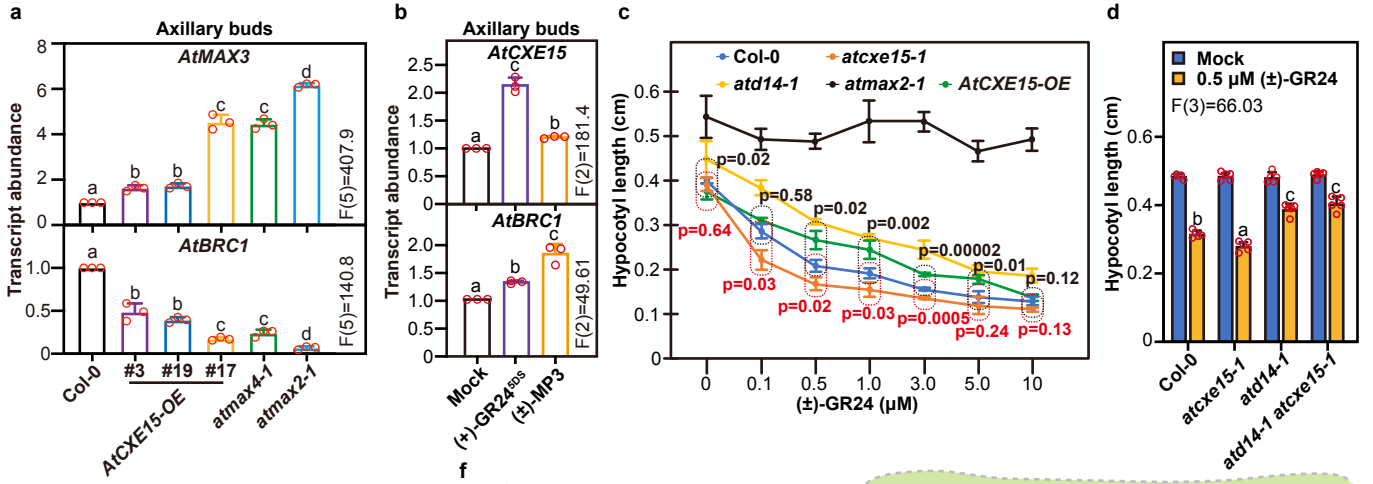 a
Axillary buds
AtMAX3
8
6
4
2
0
F(5)=407.9
a
b
b
c
c
d
Transcript abundance
AtBRC1
1.0
0.5
0
F(5)=140.8
a
b
b
c
c
d
Col-0
#3
#19
#17
AtCXE15-OE
atmax4-1
atmax2-1
b
Axillary buds
AtCXE15
2.5
2.0
1.5
1.0
0.5
0
F(2)=181.4
a
c
b
Transcript abundance
AtBRC1
2.0
1.5
1.0
0.5
0
F(2)=49.61
a
b
c
Mock
(+)-GR24⁵ᴰˢ
(±)-MP3
c
Col-0
atcxe15-1
atd14-1
atmax2-1
AtCXE15-OE
Hypocotyl length (cm)
0.6
0.5
0.4
0.3
0.2
0.1
0
p=0.02
p=0.58
p=0.02
p=0.002
p=0.00002
p=0.01
p=0.12
p=0.64
p=0.03
p=0.02
p=0.03
p=0.0005
p=0.24
p=0.13
0
0.1
0.5
1.0
3.0
5.0
10
(±)-GR24 (μM)
d
Mock
0.5 μM (±)-GR24
F(3)=66.03
Hypocotyl length (cm)
0.6
0.4
0.2
0
b
a
c
c
Col-0
atcxe15-1
atd14-1
atd14-1 atcxe15-1
f